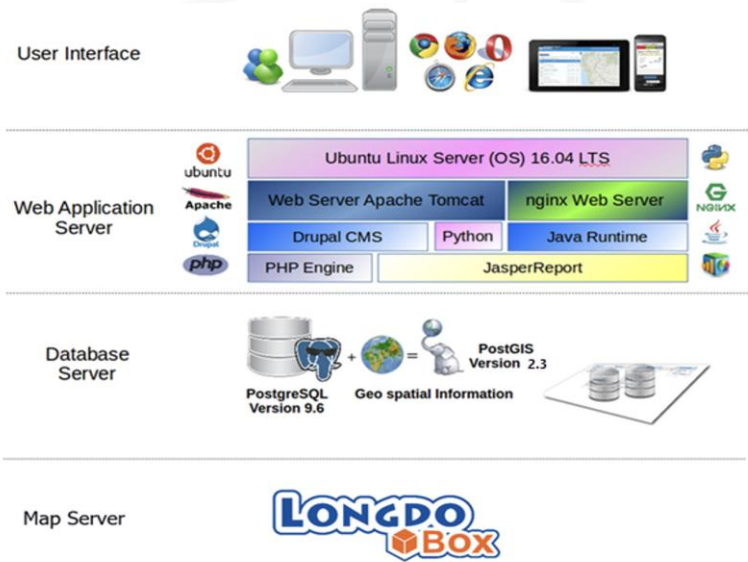 User Interface
Ubuntu Linux Server (OS) 16.04 LTS
ubuntu
Web Application
Server
Apache
Web Server Apache Tomcat
nginx Web Server
NGINX
Drupal
Drupal CMS
Python
Java Runtime
php
PHP Engine
JasperReport
Database
Server
PostgreSQL
Version 9.6
+
=
Geo spatial Information
PostGIS
Version 2.3
Map Server
LONGDO
BOX